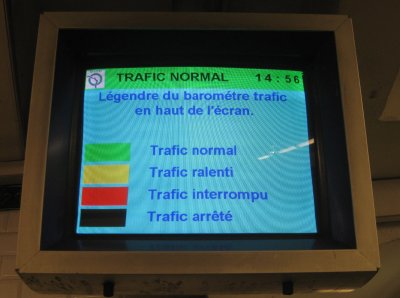 TRAFIC NORMAL 14:56
Légendre du barométre trafic
en haut de l'écran.
Trafic normal
Trafic ralenti
Trafic interrompu
Trafic arrêté